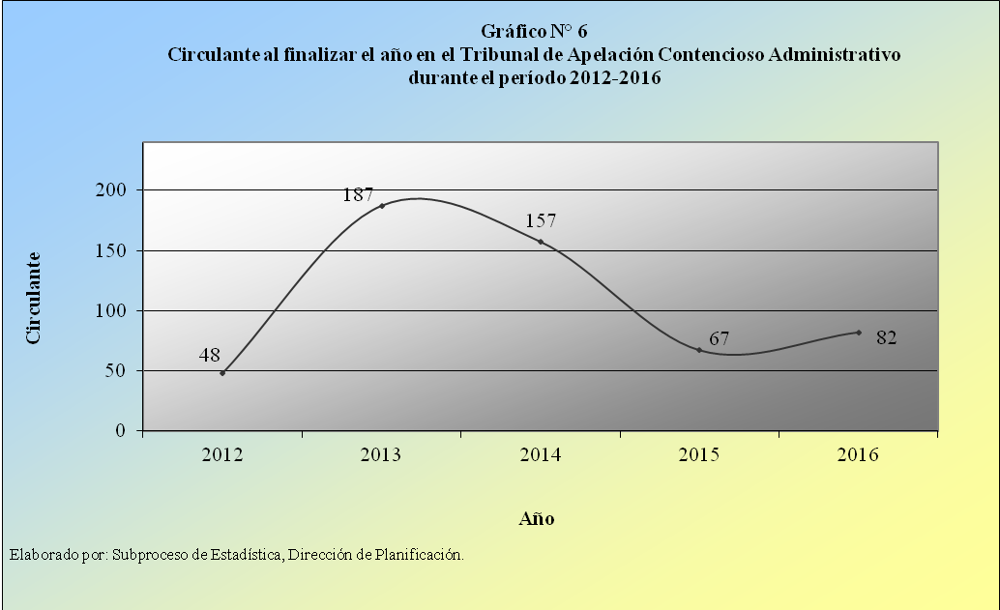 Gráfico N° 6
Circulante al finalizar el año en el Tribunal de Apelación Contencioso Administrativo
durante el período 2012-2016
200
150
100
50
0
Circulante
48
187
157
67
82
2012
2013
2014
2015
2016
Año
Elaborado por: Subproceso de Estadística, Dirección de Planificación.